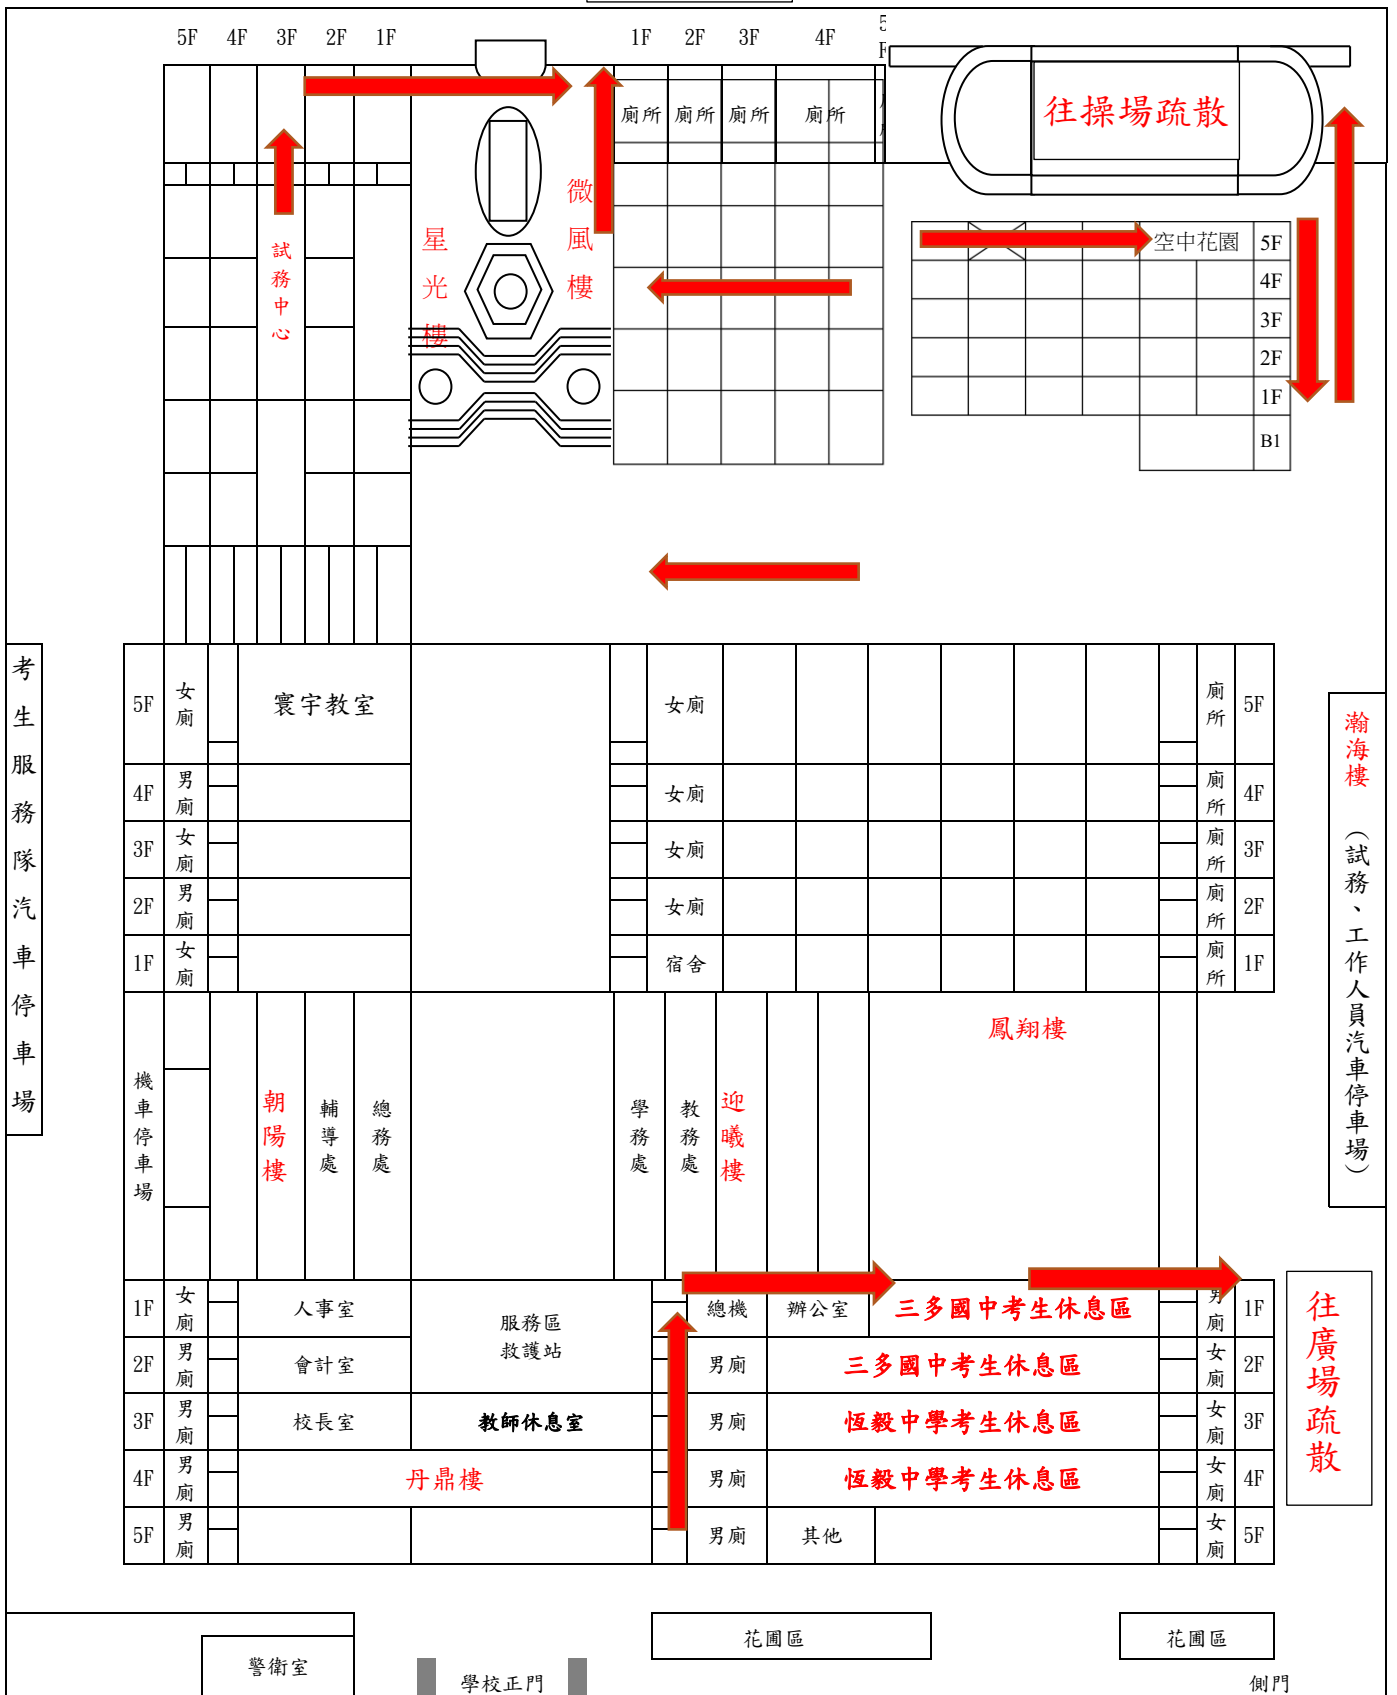 5F 4F 3F 2F 1F 1F 2F 3F 4F 5F
廁所 廁所 廁所 廁所
往操場疏散
微風樓
星光樓
試務中心
空中花園 5F
4F
3F
2F
1F
B1
考生服務隊汽車停車場
5F 女廁 寰宇教室 女廁 廁所 5F
4F 男廁 女廁 廁所 4F
3F 女廁 女廁 廁所 3F
2F 男廁 女廁 廁所 2F
1F 女廁 宿舍 廁所 1F
瀚海樓 (試務、工作人員汽車停車場)
鳳翔樓
機車停車場 朝陽樓 輔導處 總務處 學務處 教務處 迎曦樓
1F 女廁 人事室 服務區 總機 辦公室 三多國中考生休息區 男廁 1F
救護站
2F 男廁 會計室 男廁 三多國中考生休息區 女廁 2F
3F 男廁 校長室 教師休息室 男廁 恆毅中學考生休息區 女廁 3F
4F 男廁 丹鼎樓 男廁 恆毅中學考生休息區 女廁 4F
5F 男廁 男廁 其他 女廁 5F
往廣場疏散
花圃區 花圃區
警衛室
學校正門 側門